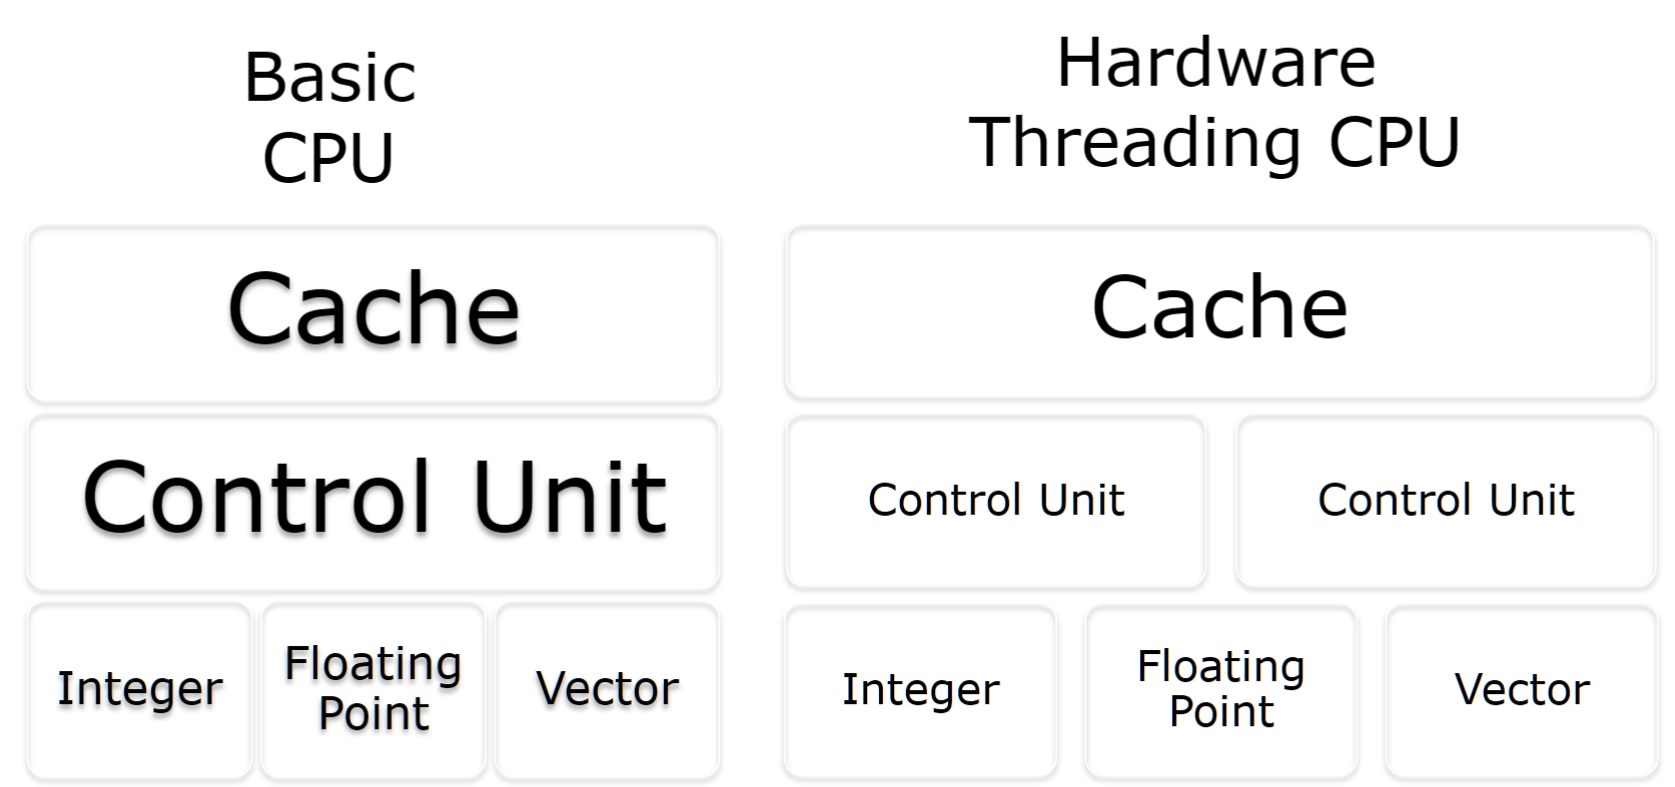 Basic
CPU
Cache
Control Unit
Integer
Floating
Point
Vector
Hardware
Threading CPU
Cache
Control Unit
Control Unit
Integer
Floating
Point
Vector